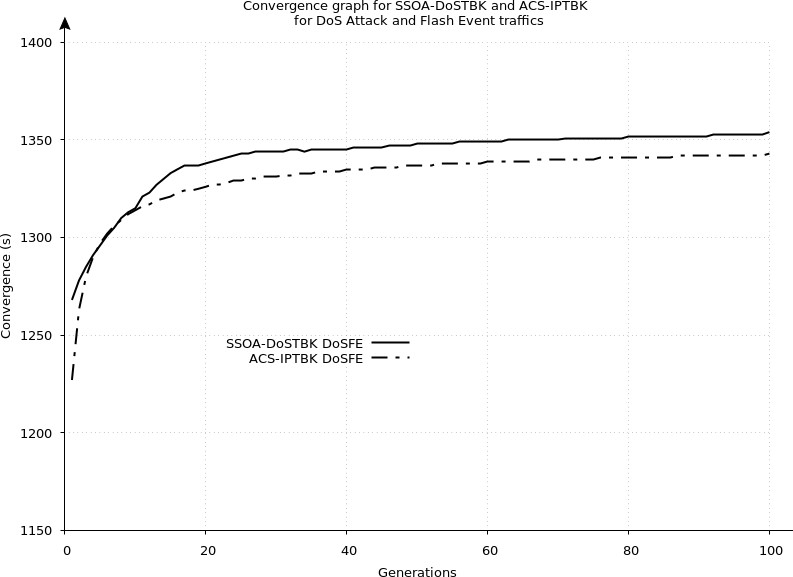 Convergence graph for SSOA-DoSTBK and ACS-IPTBK
for DoS Attack and Flash Event traffics
1400
1350
1300
1250
1200
1150
Convergence (s)
SSOA-DoSTBK DoSFE
ACS-IPTBK DoSFE
0 20 40 60 80 100
Generations